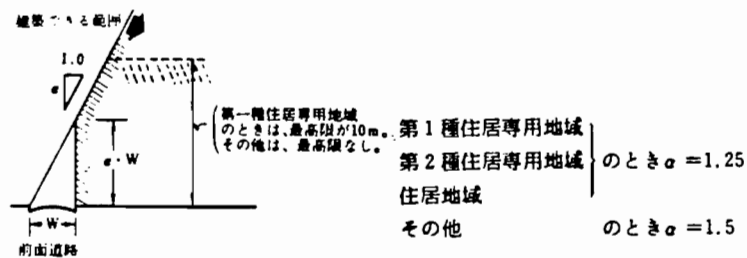 建築できる範囲
1.0
α
α・W
第一種住居専用地域
のときは、最高限が10m。
その他は、最高限なし。
W
前面道路
第1種住居専用地域
第2種住居専用地域
住居地域
のときα=1.25
その他 のときα=1.5